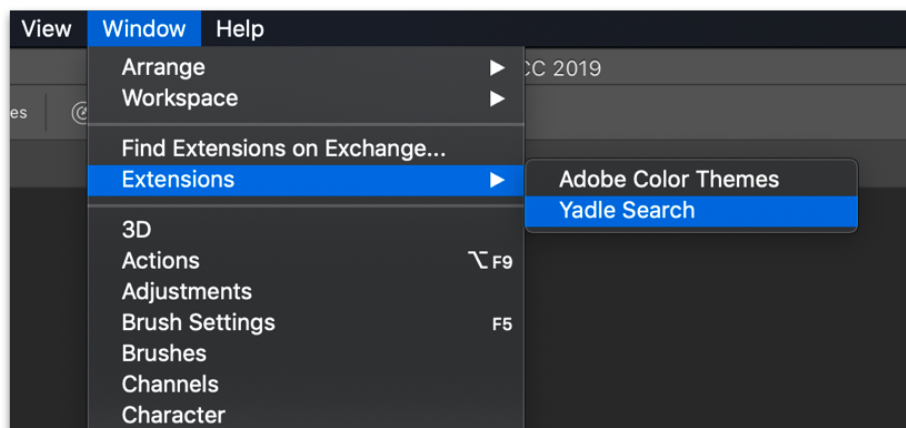 View Window Help
Arrange ▶ CC 2019
Workspace ▶
es
Find Extensions on Exchange...
Extensions ▶ Adobe Color Themes
Yadle Search
3D
Actions ⌥ F9
Adjustments
Brush Settings F5
Brushes
Channels
Character